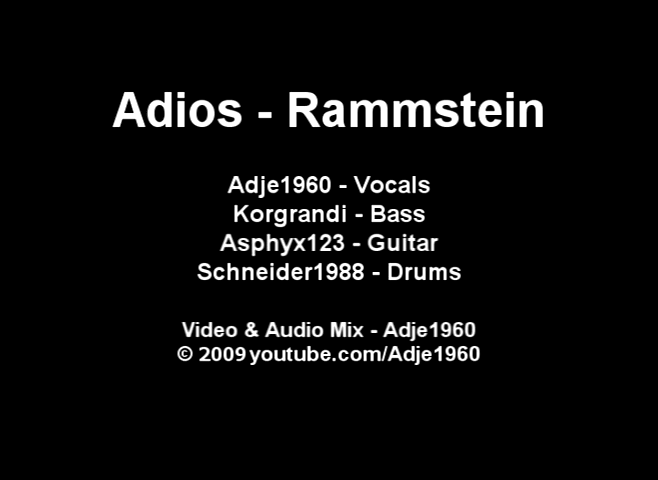 Adios - Rammstein
Adje1960 - Vocals
Korgrandi - Bass
Asphyx123 - Guitar
Schneider1988 - Drums
Video & Audio Mix - Adje1960
© 2009 youtube.com/Adje1960